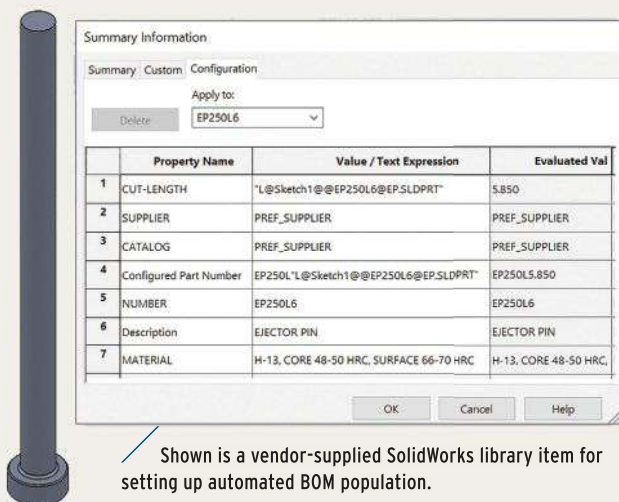 Summary Information
Summary Custom Configuration
Apply to:
Delete EP250L6
Property Name Value / Text Expression Evaluated Val
1 CUT-LENGTH "L@Sketch1@@EP250L6@EP.SLDPRT" 5.850
2 SUPPLIER PREF_SUPPLIER PREF_SUPPLIER
3 CATALOG PREF_SUPPLIER PREF_SUPPLIER
4 Configured Part Number EP250L"L@Sketch1@@EP250L6@EP.SLDPRT" EP250L5.850
5 NUMBER EP250L6 EP250L6
6 Description EJECTOR PIN EJECTOR PIN
7 MATERIAL H-13, CORE 48-50 HRC, SURFACE 66-70 HRC H-13, CORE 48-50 HRC,
OK Cancel Help
Shown is a vendor-supplied SolidWorks library item for
setting up automated BOM population.